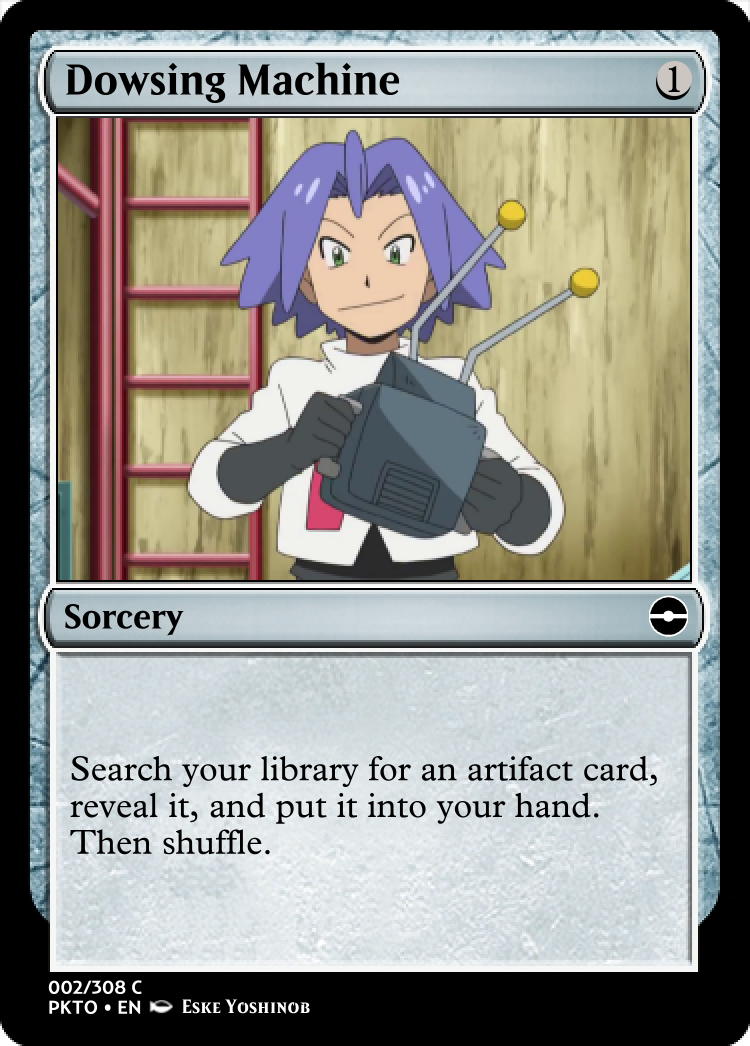 Dowsing Machine 1
Sorcery
Search your library for an artifact card,
reveal it, and put it into your hand.
Then shuffle.
002/308 C
PKTO • EN Eske Yoshinob